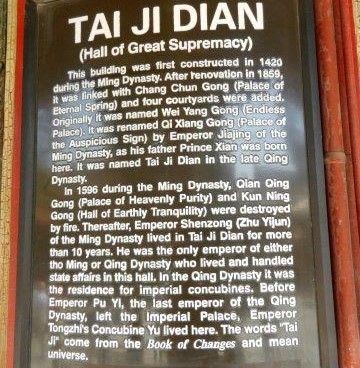 TAI JI DIAN
(Hall of Great Supremacy)
This building was first constructed in 1420
during the Ming Dynasty. After renovation in 1859,
it was linked with Chang Chun Gong (Palace of
Eternal Spring) and four courtyards were added.
Originally it was named Wei Yang Gong (Endless
Palace). It was renamed Qi Xiang Gong (Palace of
the Auspicious Sign) by Emperor Jiajing of the
Ming Dynasty, as his father Prince Xian was born
here. It was named Tai Ji Dian in the late Qing
Dynasty.
In 1596 during the Ming Dynasty, Qian Qing
Gong (Palace of Heavenly Purity) and Kun Ning
Gong (Hall of Earthly Tranquility) were destroyed
by fire. Thereafter, Emperor Shenzong (Zhu Yijun)
of the Ming Dynasty lived in Tai Ji Dian for more
than 10 years. He was the only emperor of either
tho Ming or Qing Dynasty who lived and handled
state affairs in this hall. In the Qing Dynasty it was
the residence for imperial concubines. Before
Emperor Pu Yi, the last emperor of the Qing
Dynasty, left the Imperial Palace, Emperor
Tongzhi's Concubine Yu lived here. The words "Tai
Ji" come from the Book of Changes and mean
universe.